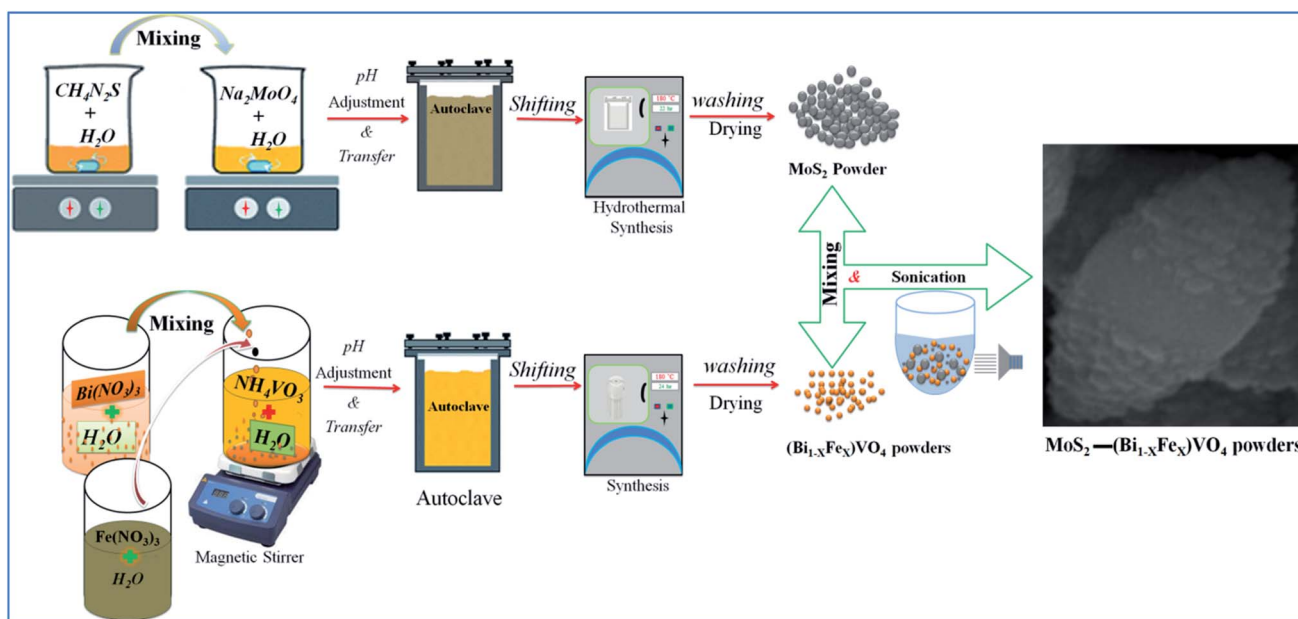 Mixing
CH₄N₂S
+
H₂O
Na₂MoO₄
+
H₂O
pH
Adjustment
&
Transfer
Autoclave
Shifting
180 °C
Hydrothermal
Synthesis
washing
Drying
MoS₂ Powder
Mixing
& Sonication
Mixing
Bi(NO₃)₃
+
H₂O
Fe(NO₃)₃
+
H₂O
NH₄VO₃
+
H₂O
Magnetic Stirrer
pH
Adjustment
&
Transfer
Autoclave
Autoclave
Shifting
180 °C
24 hr
Synthesis
washing
Drying
(Bi₁₋ₓFeₓ)VO₄ powders
MoS₂—(Bi₁₋ₓFeₓ)VO₄ powders